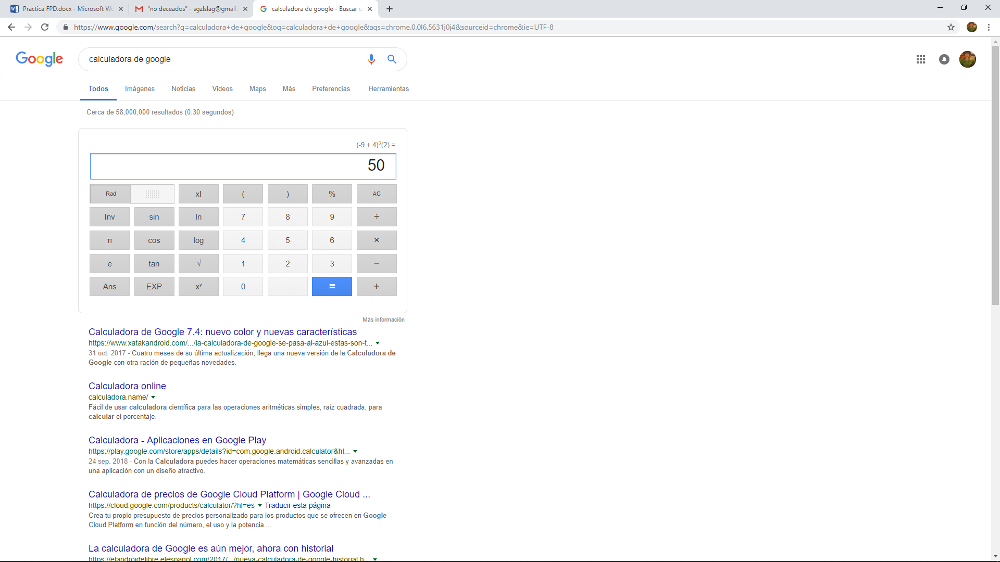 Practica FPD.docx - Microsoft Wo
"no deceados" - sgzlslag@gmail.
calculadora de google - Buscar c
https://www.google.com/search?q=calculadora+de+google&oq=calculadora+de+google&aqs=chrome.0.0l6.5631j0j4&sourceid=chrome&ie=UTF-8
Google
calculadora de google
Todos Imágenes Noticias Videos Maps Más Preferencias Herramientas
Cerca de 58,000,000 resultados (0.30 segundos)
(-9 + 4)²(2) =
50
Rad x! ( ) % AC
Inv sin ln 7 8 9 ÷
π cos log 4 5 6 ×
e tan √ 1 2 3 −
Ans EXP xʸ 0 . = +
Más información
Calculadora de Google 7.4: nuevo color y nuevas características
https://www.xatakandroid.com/.../la-calculadora-de-google-se-pasa-al-azul-estas-son-t...
31 oct. 2017 - Cuatro meses de su última actualización, llega una nueva versión de la Calculadora de
Google con otra ración de pequeñas novedades.
Calculadora online
calculadora.name/
Fácil de usar calculadora científica para las operaciones aritméticas simples, raíz cuadrada, para
calcular el porcentaje.
Calculadora - Aplicaciones en Google Play
https://play.google.com/store/apps/details?id=com.google.android.calculator&hl...
24 sep. 2018 - Con la Calculadora puedes hacer operaciones matemáticas sencillas y avanzadas en
una aplicación con un diseño atractivo.
Calculadora de precios de Google Cloud Platform | Google Cloud ...
https://cloud.google.com/products/calculator/?hl=es Traducir esta página
Crea tu propio presupuesto de precios personalizado para los productos que se ofrecen en Google
Cloud Platform en función del número, el uso y la potencia ...
La calculadora de Google es aún mejor, ahora con historial
https://elandroidelibre.elespanol.com/2017/.../nueva-calculadora-de-google-historial.h...